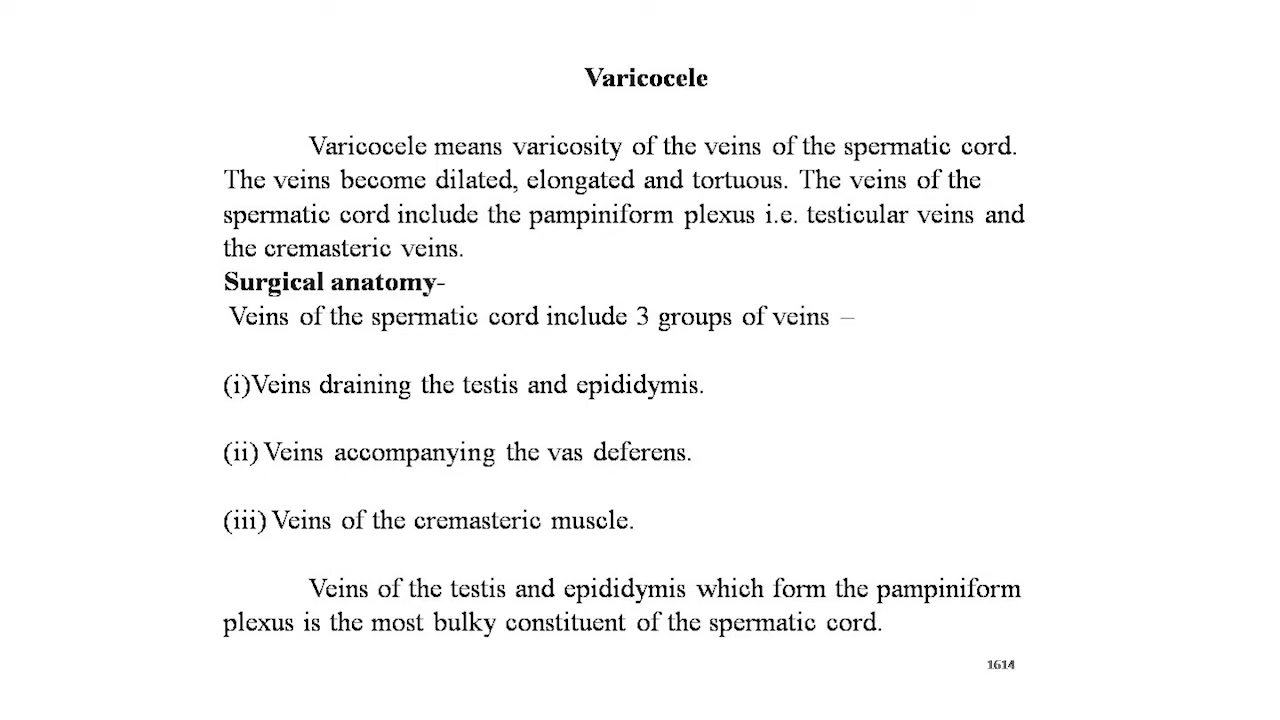 Varicocele
Varicocele means varicosity of the veins of the spermatic cord.
The veins become dilated, elongated and tortuous. The veins of the
spermatic cord include the pampiniform plexus i.e. testicular veins and
the cremasteric veins.
Surgical anatomy-
Veins of the spermatic cord include 3 groups of veins –
(i)Veins draining the testis and epididymis.
(ii) Veins accompanying the vas deferens.
(iii) Veins of the cremasteric muscle.
Veins of the testis and epididymis which form the pampiniform
plexus is the most bulky constituent of the spermatic cord.
1614